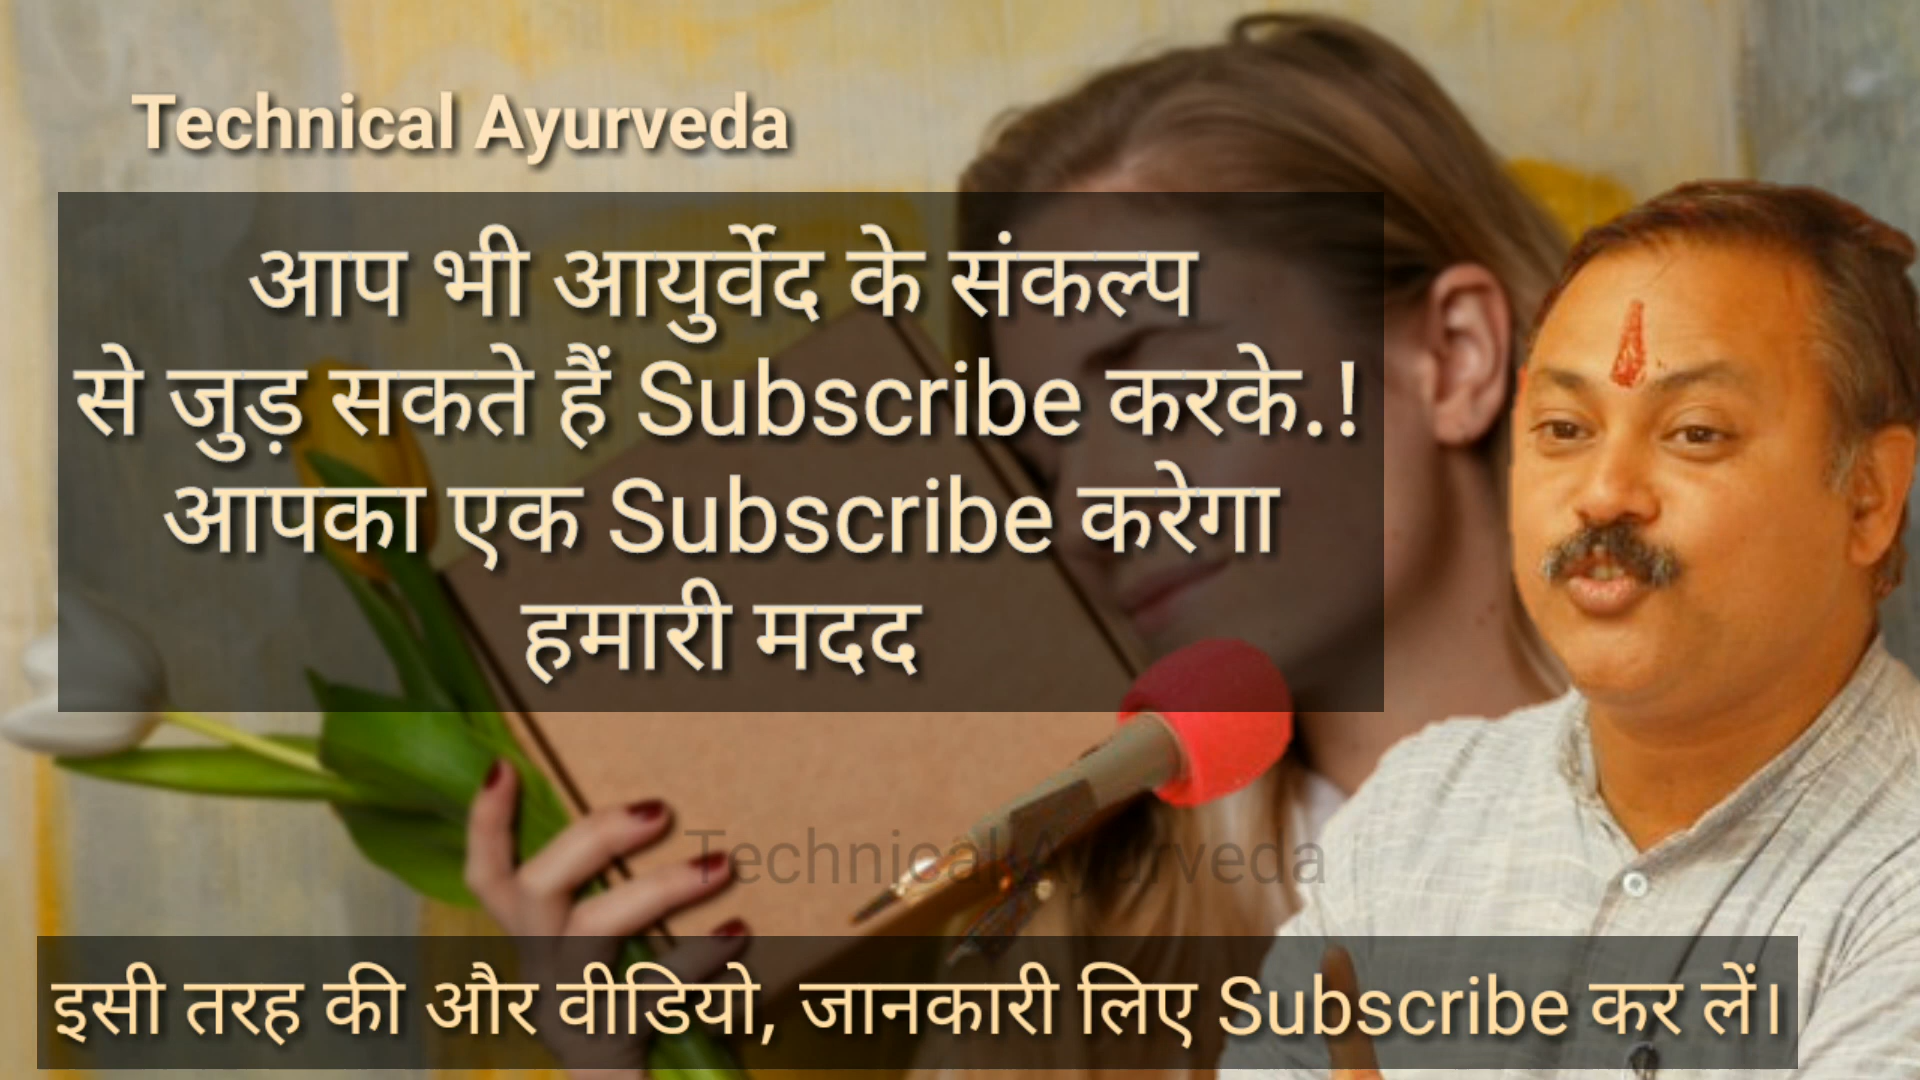 Technical Ayurveda
आप भी आयुर्वेद के संकल्प
से जुड़ सकते हैं Subscribe करके.!
आपका एक Subscribe करेगा
हमारी मदद
Technical Ayurveda
इसी तरह की और वीडियो, जानकारी लिए Subscribe कर लें।